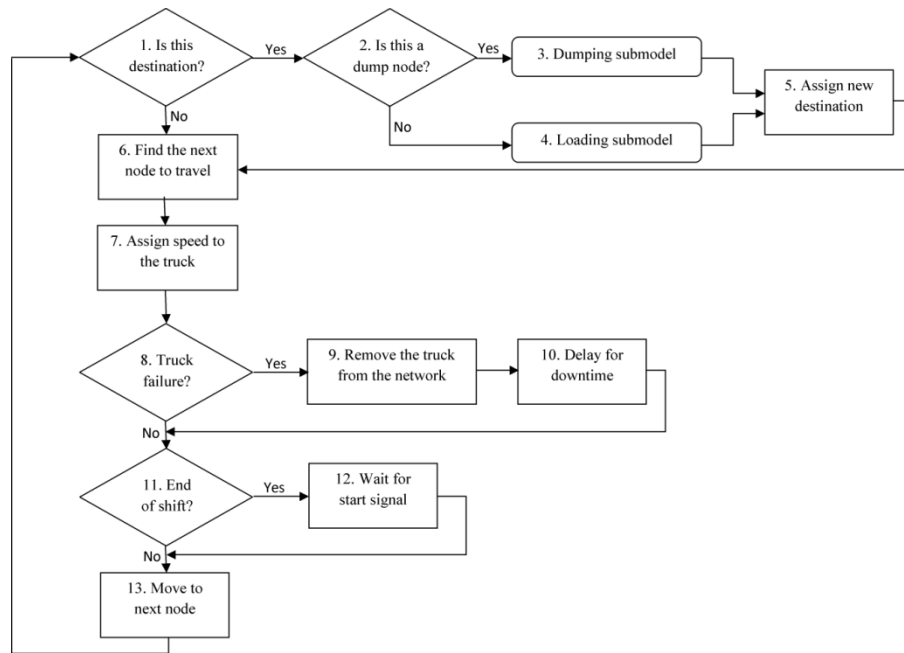 1. Is this
destination?
Yes
2. Is this a
dump node?
Yes
3. Dumping submodel
5. Assign new
destination
No
No
4. Loading submodel
6. Find the next
node to travel
7. Assign speed to
the truck
8. Truck
failure?
Yes
9. Remove the truck
from the network
10. Delay for
downtime
No
11. End
of shift?
Yes
12. Wait for
start signal
No
13. Move to
next node